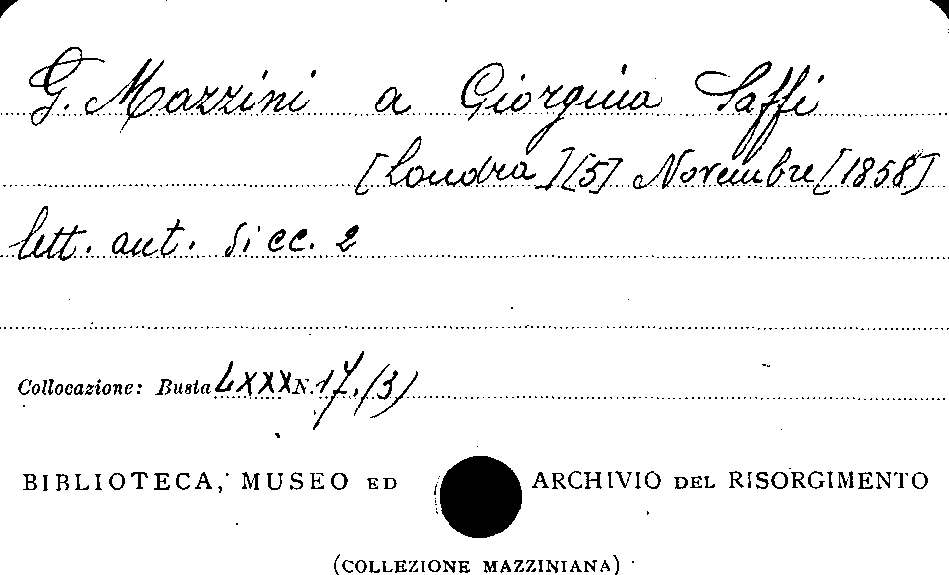 G. Mazzini a Giorgina Saffi
[Londra] [5] Novembre [1858]
lett. aut. di cc. 2
Collocazione: Busta LXXX N. 17.(3)
BIBLIOTECA, MUSEO ED ARCHIVIO DEL RISORGIMENTO
(COLLEZIONE MAZZINIANA)